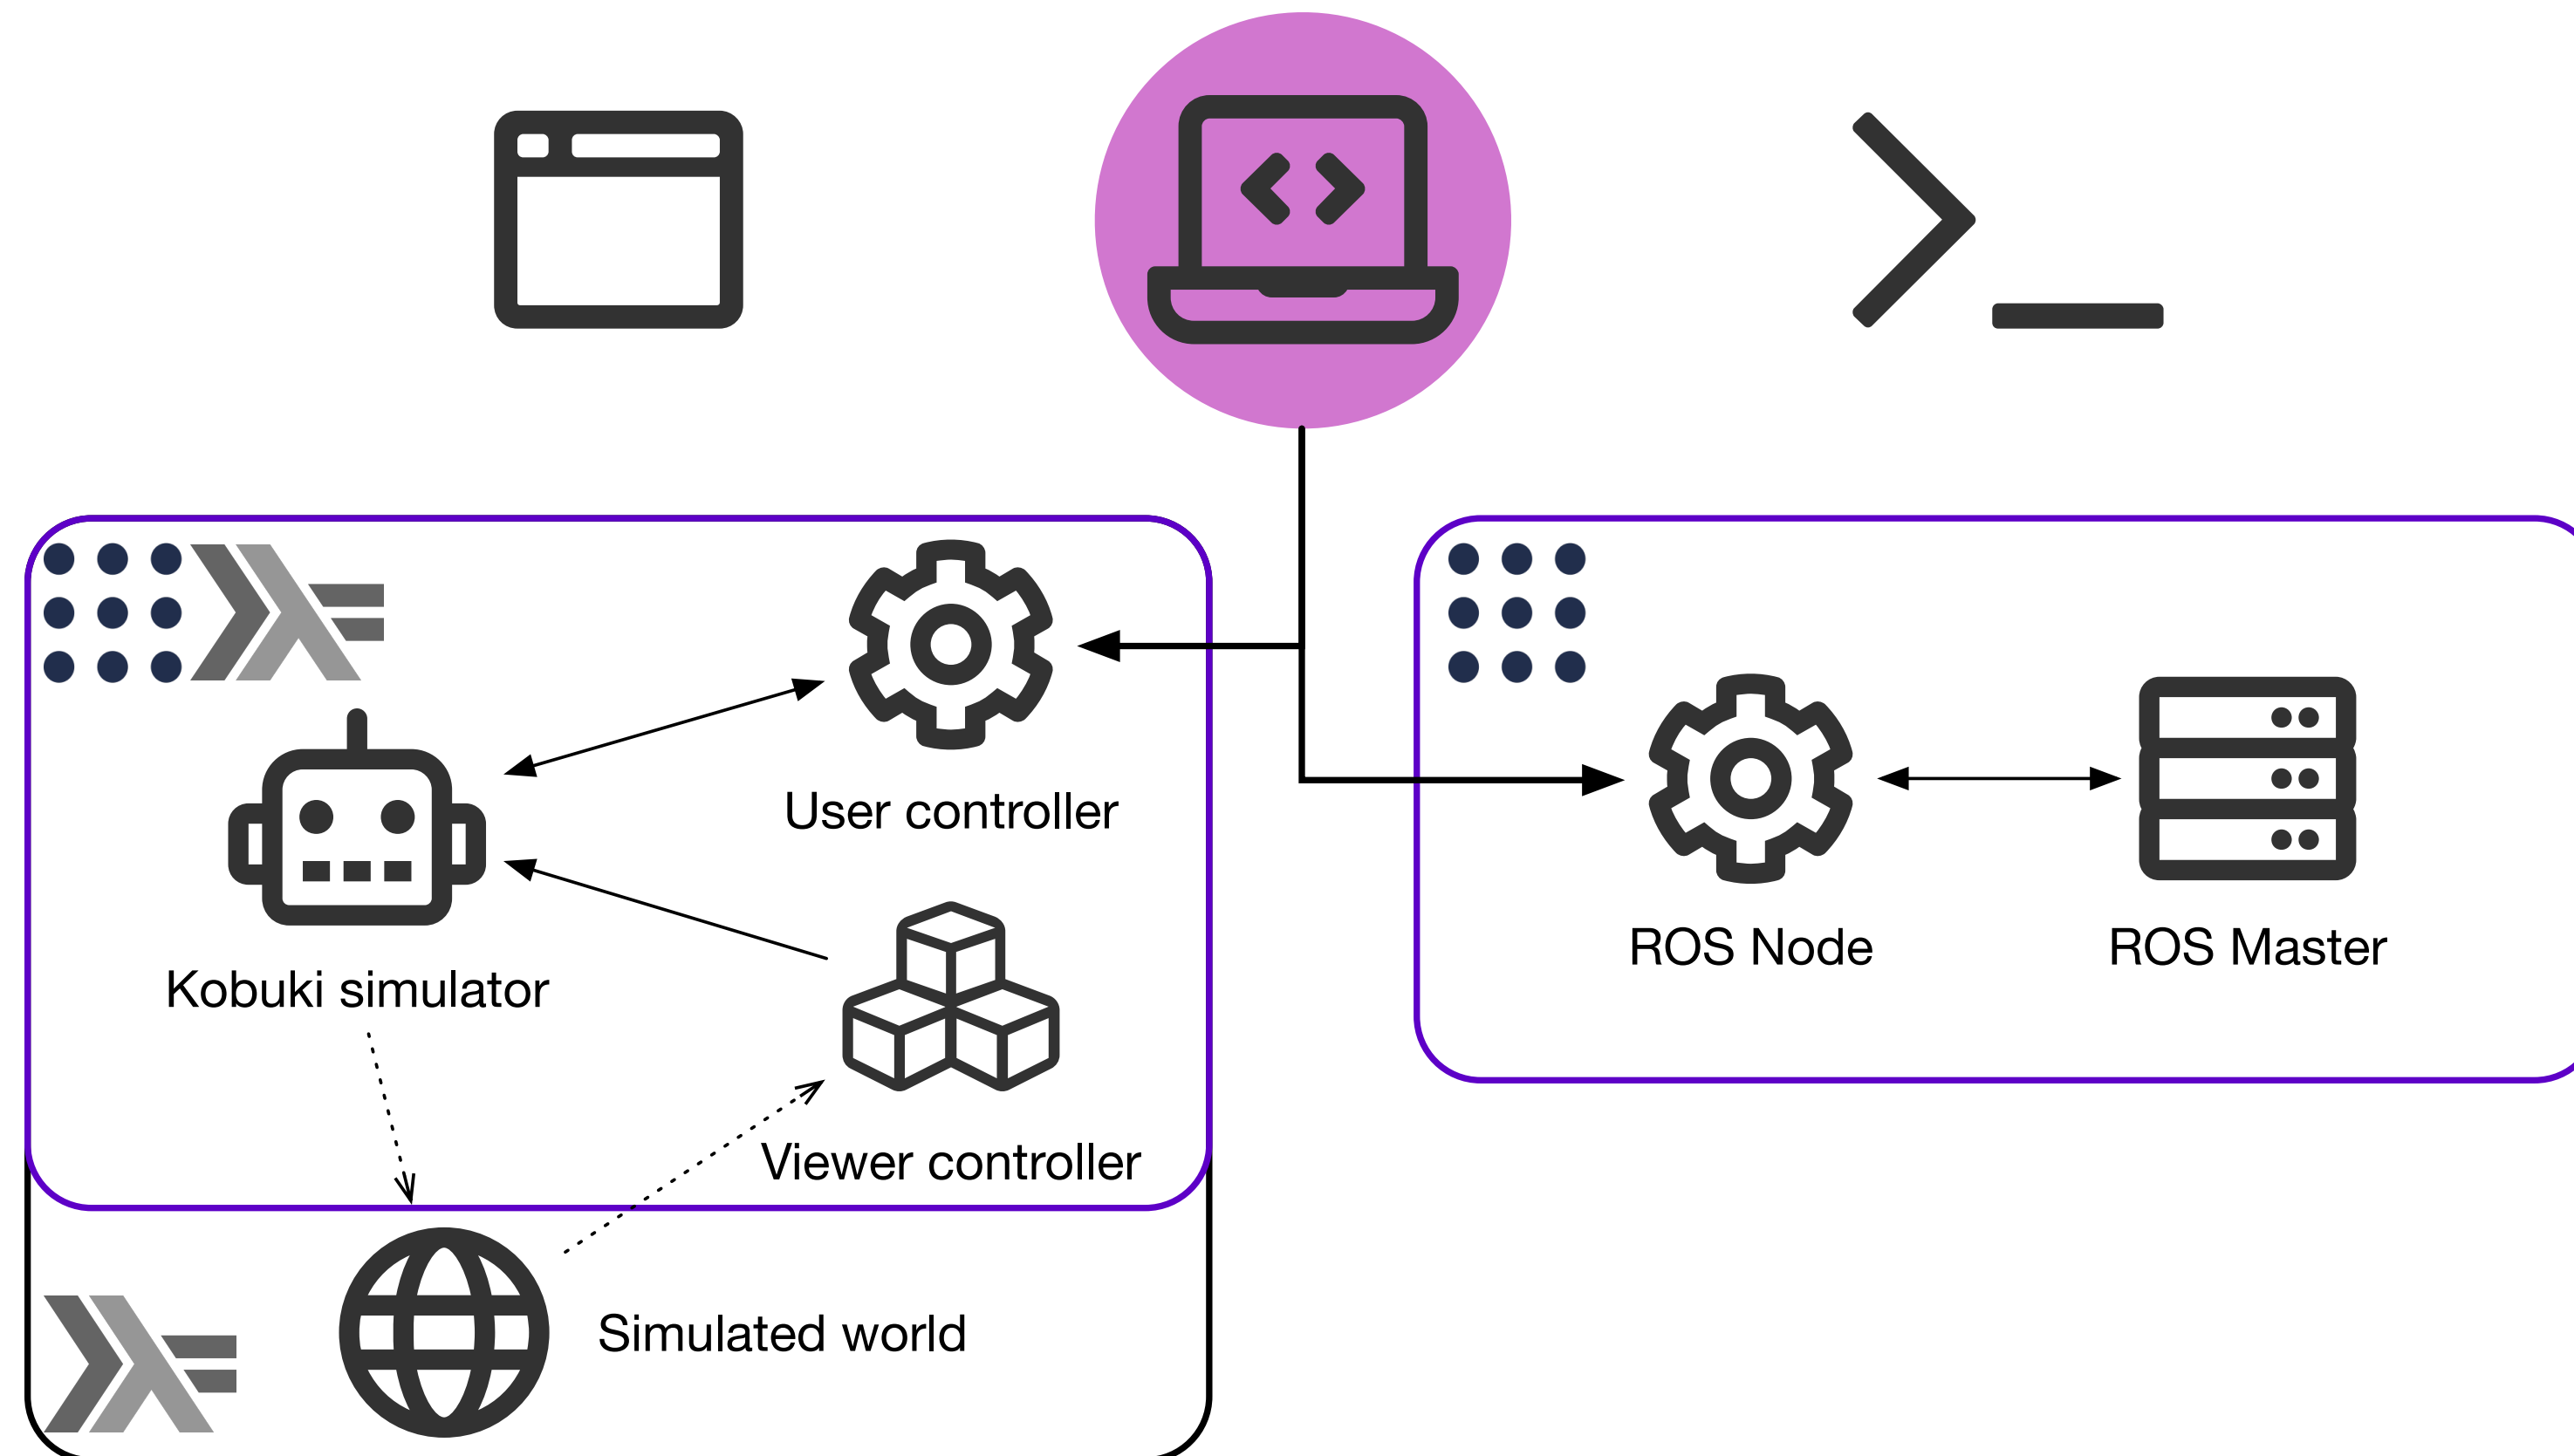 User controller
Kobuki simulator
Viewer controller
Simulated world
ROS Node
ROS Master